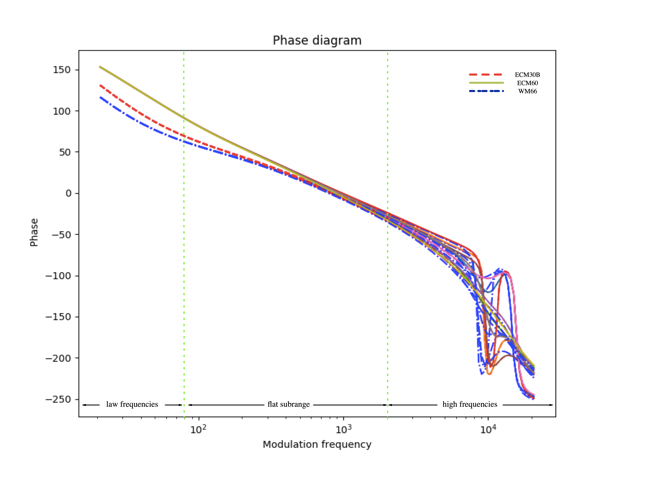 Phase diagram
ECM30B
ECM60
WM66
Phase
150
100
50
0
−50
−100
−150
−200
−250
law frequencies
flat subrange
high frequencies
10²
10³
10⁴
Modulation frequency